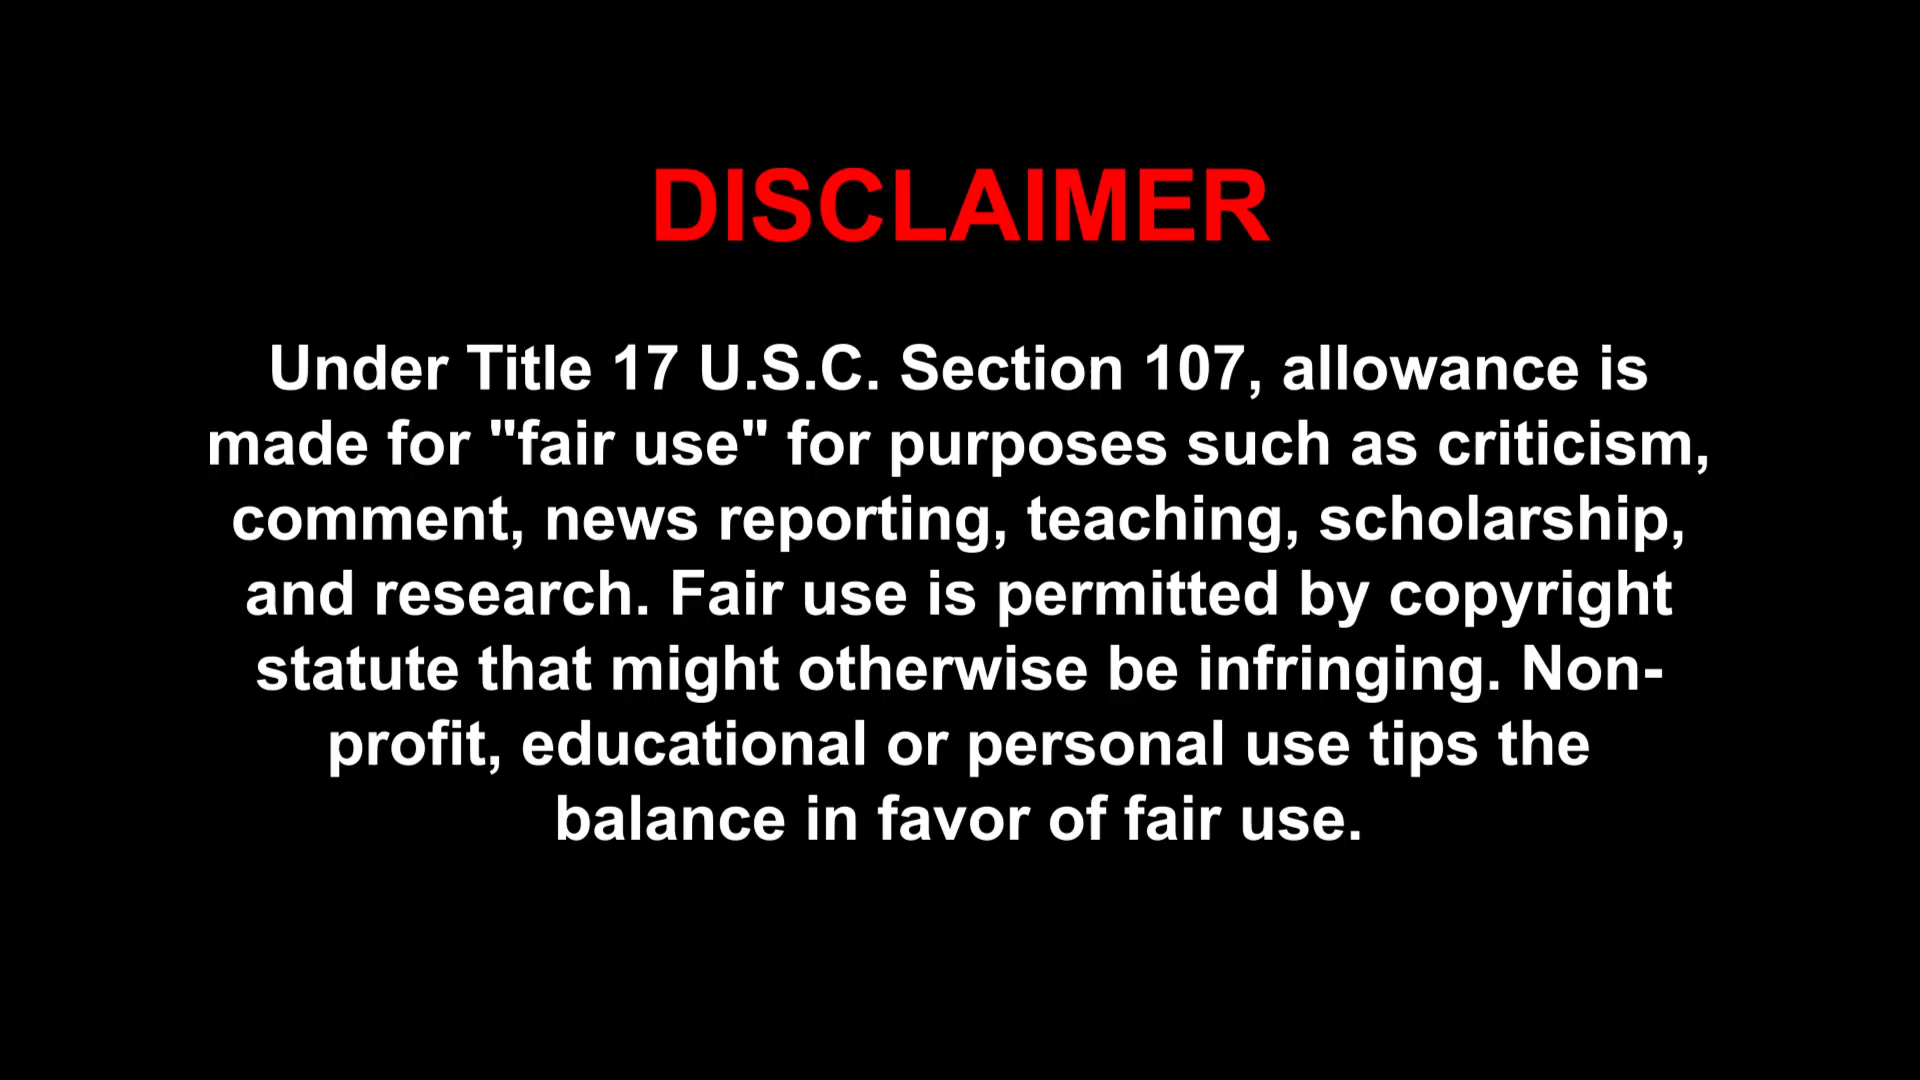 DISCLAIMER
Under Title 17 U.S.C. Section 107, allowance is
made for "fair use" for purposes such as criticism,
comment, news reporting, teaching, scholarship,
and research. Fair use is permitted by copyright
statute that might otherwise be infringing. Non-
profit, educational or personal use tips the
balance in favor of fair use.